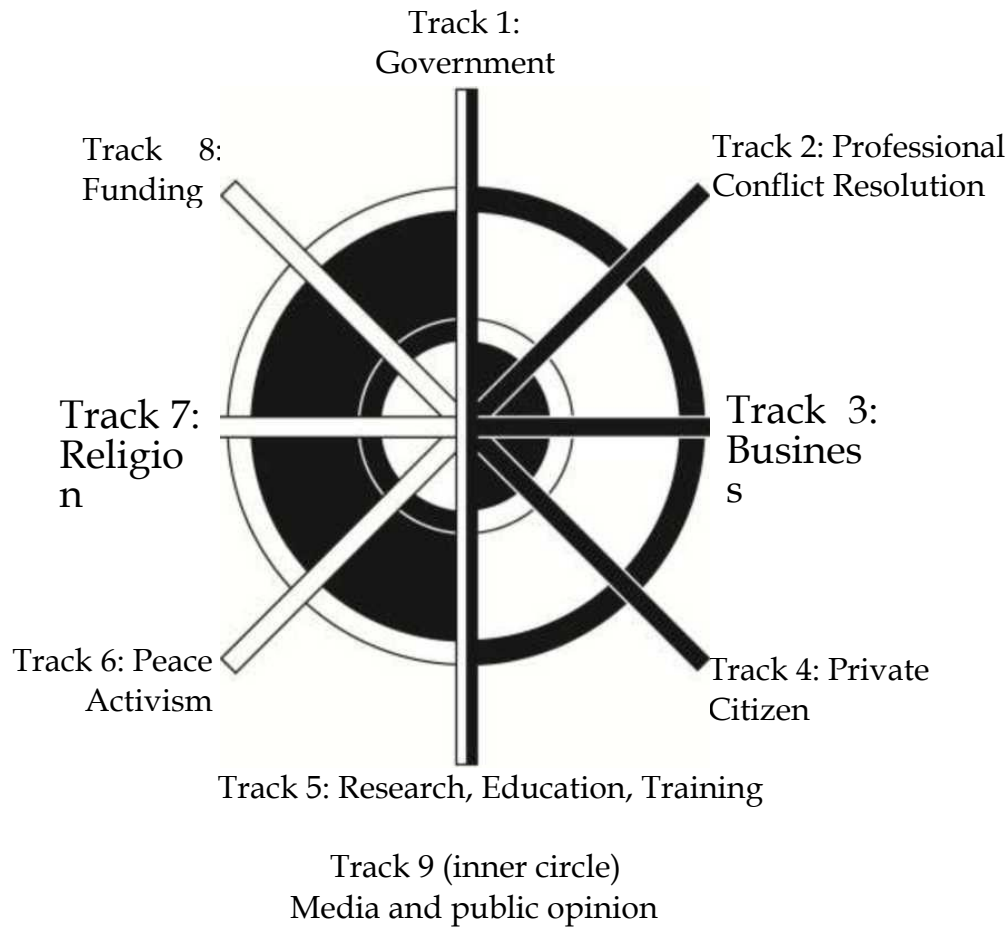 Track 1:
Government
Track 8:
Funding
Track 2: Professional
Conflict Resolution
Track 7:
Religio
n
Track 3:
Busines
s
Track 6: Peace
Activism
Track 4: Private
Citizen
Track 5: Research, Education, Training
Track 9 (inner circle)
Media and public opinion